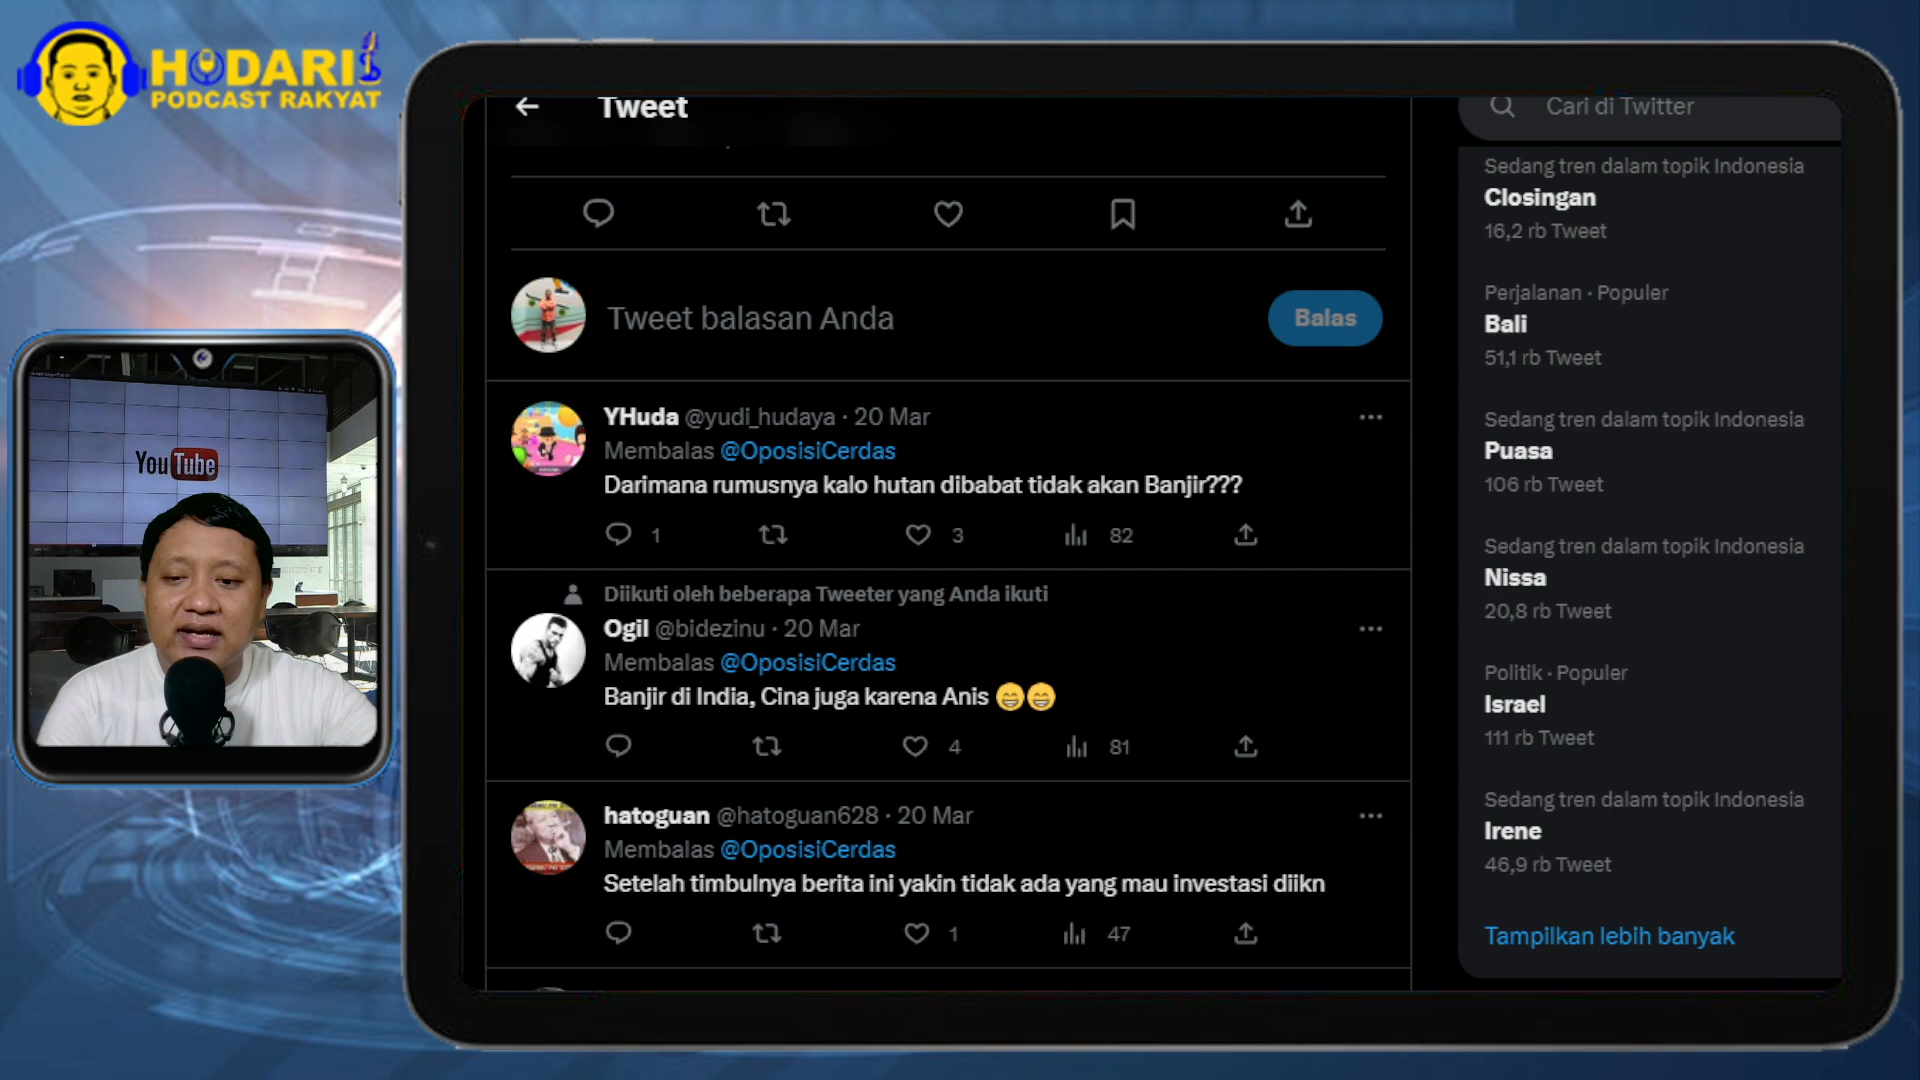 HODARI
PODCAST RAKYAT
YouTube
Tweet
Tweet balasan Anda
Balas
YHuda @yudi_hudaya · 20 Mar
Membalas @OposisiCerdas
Darimana rumusnya kalo hutan dibabat tidak akan Banjir???
1 3 82
Diikuti oleh beberapa Tweeter yang Anda ikuti
Ogil @bidezinu · 20 Mar
Membalas @OposisiCerdas
Banjir di India, Cina juga karena Anis 😁😁
4 81
hatoguan @hatoguan628 · 20 Mar
Membalas @OposisiCerdas
Setelah timbulnya berita ini yakin tidak ada yang mau investasi diikn
1 47
Cari di Twitter
Sedang tren dalam topik Indonesia
Closingan
16,2 rb Tweet
Perjalanan · Populer
Bali
51,1 rb Tweet
Sedang tren dalam topik Indonesia
Puasa
106 rb Tweet
Sedang tren dalam topik Indonesia
Nissa
20,8 rb Tweet
Politik · Populer
Israel
111 rb Tweet
Sedang tren dalam topik Indonesia
Irene
46,9 rb Tweet
Tampilkan lebih banyak